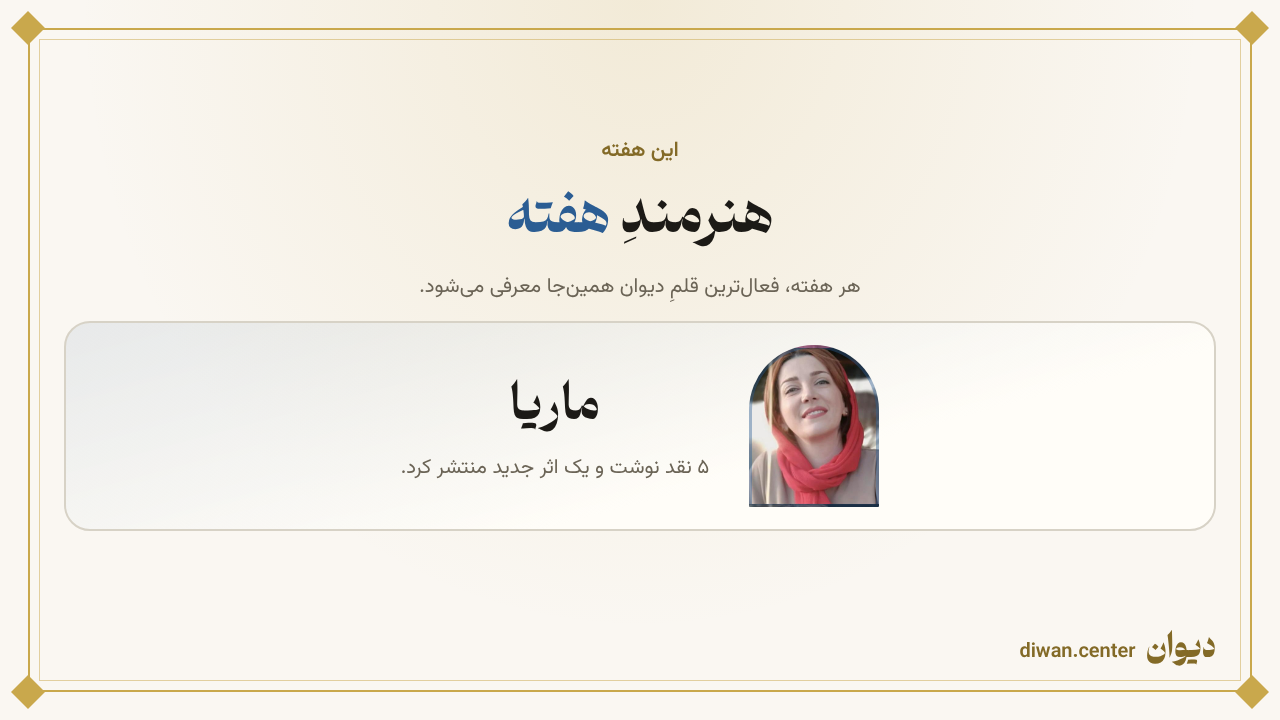 این هفته
هنرمندِ هفته
هر هفته، فعال‌ترین قلمِ دیوان همین‌جا معرفی می‌شود.
ماریا
۵ نقد نوشت و یک اثر جدید منتشر کرد.
دیوان diwan.center